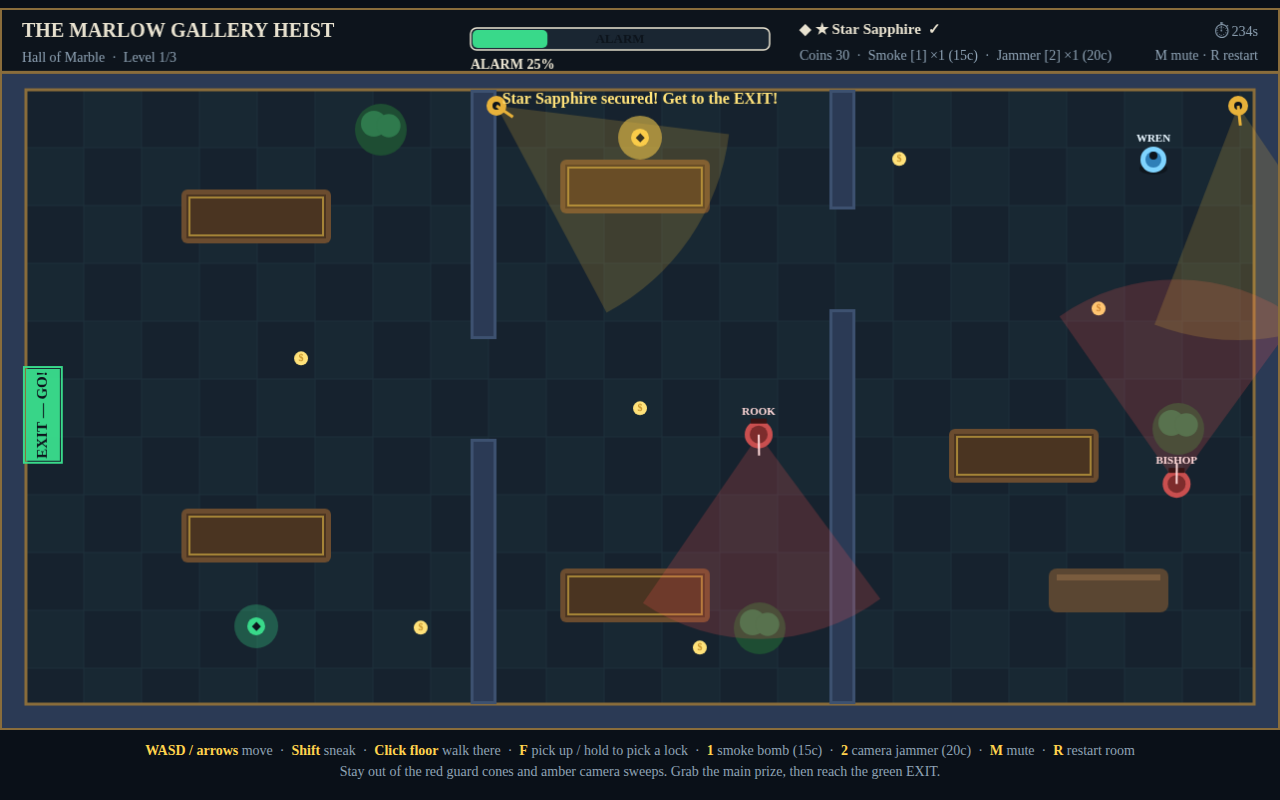 THE MARLOW GALLERY HEIST
Hall of Marble · Level 1/3
ALARM
ALARM 25%
◆ ★ Star Sapphire ✓
Coins 30 · Smoke [1] ×1 (15c) · Jammer [2] ×1 (20c)
⏱ 234s
M mute · R restart
Star Sapphire secured! Get to the EXIT!
WREN
$
$
$
$
EXIT — GO!
ROOK
BISHOP
$
$
WASD / arrows move · Shift sneak · Click floor walk there · F pick up / hold to pick a lock · 1 smoke bomb (15c) · 2 camera jammer (20c) · M mute · R restart room
Stay out of the red guard cones and amber camera sweeps. Grab the main prize, then reach the green EXIT.